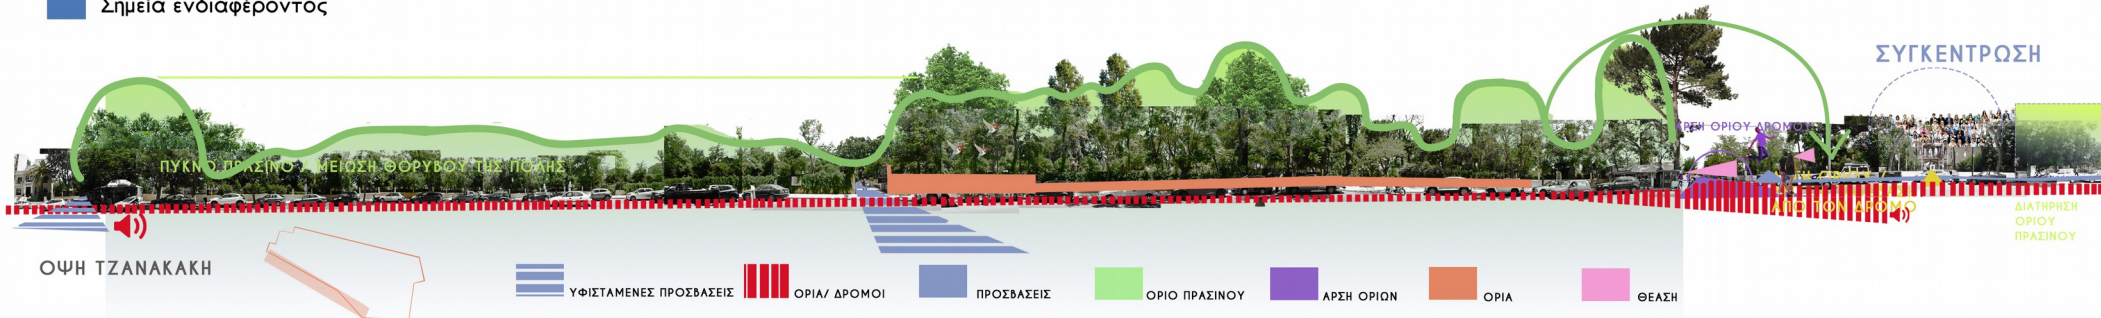 Σημεία ενδιαφέροντος
ΣΥΓΚΕΝΤΡΩΣΗ
ΑΡΣΗ ΟΡΙΟΥ ΔΡΟΜΟΥ
ΠΥΚΝΟ ΠΡΑΣΙΝΟ / ΜΕΙΩΣΗ ΘΟΡΥΒΟΥ ΤΗΣ ΠΟΛΗΣ
ΑΠΟ ΤΟΝ ΔΡΟΜΟ
ΔΙΑΤΗΡΗΣΗ
ΟΡΙΟΥ
ΠΡΑΣΙΝΟΥ
ΟΨΗ ΤΖΑΝΑΚΑΚΗ
ΥΦΙΣΤΑΜΕΝΕΣ ΠΡΟΣΒΑΣΕΙΣ
ΟΡΙΑ/ ΔΡΟΜΟΙ
ΠΡΟΣΒΑΣΕΙΣ
ΟΡΙΟ ΠΡΑΣΙΝΟΥ
ΑΡΣΗ ΟΡΙΩΝ
ΟΡΙΑ
ΘΕΑΣΗ